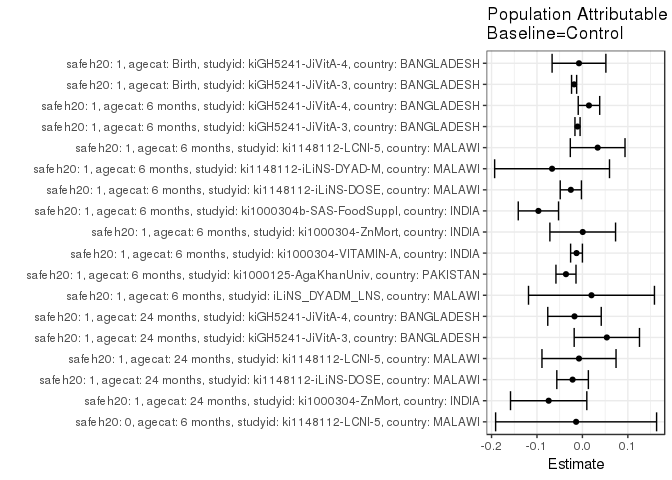 Population Attributable
Baseline=Control
safeh20: 1, agecat: Birth, studyid: kiGH5241-JiVitA-4, country: BANGLADESH
safeh20: 1, agecat: Birth, studyid: kiGH5241-JiVitA-3, country: BANGLADESH
safeh20: 1, agecat: 6 months, studyid: kiGH5241-JiVitA-4, country: BANGLADESH
safeh20: 1, agecat: 6 months, studyid: kiGH5241-JiVitA-3, country: BANGLADESH
safeh20: 1, agecat: 6 months, studyid: ki1148112-LCNI-5, country: MALAWI
safeh20: 1, agecat: 6 months, studyid: ki1148112-iLiNS-DYAD-M, country: MALAWI
safeh20: 1, agecat: 6 months, studyid: ki1148112-iLiNS-DOSE, country: MALAWI
safeh20: 1, agecat: 6 months, studyid: ki1000304b-SAS-FoodSuppl, country: INDIA
safeh20: 1, agecat: 6 months, studyid: ki1000304-ZnMort, country: INDIA
safeh20: 1, agecat: 6 months, studyid: ki1000304-VITAMIN-A, country: INDIA
safeh20: 1, agecat: 6 months, studyid: ki1000125-AgaKhanUniv, country: PAKISTAN
safeh20: 1, agecat: 6 months, studyid: iLiNS_DYADM_LNS, country: MALAWI
safeh20: 1, agecat: 24 months, studyid: kiGH5241-JiVitA-4, country: BANGLADESH
safeh20: 1, agecat: 24 months, studyid: kiGH5241-JiVitA-3, country: BANGLADESH
safeh20: 1, agecat: 24 months, studyid: ki1148112-LCNI-5, country: MALAWI
safeh20: 1, agecat: 24 months, studyid: ki1148112-iLiNS-DOSE, country: MALAWI
safeh20: 1, agecat: 24 months, studyid: ki1000304-ZnMort, country: INDIA
safeh20: 0, agecat: 6 months, studyid: ki1148112-LCNI-5, country: MALAWI
-0.2 -0.1 0.0 0.1
Estimate